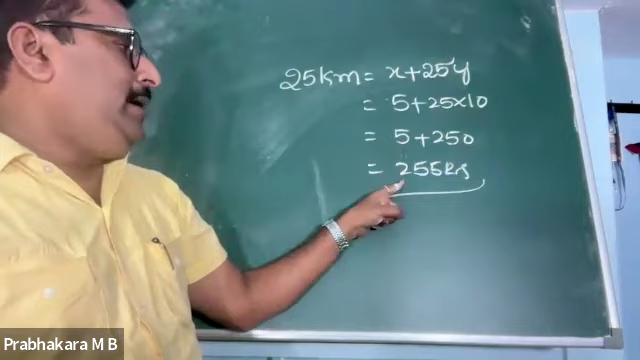 25km = x+25y
= 5+25×10
= 5+250
= 255Rs
Prabhakara M B